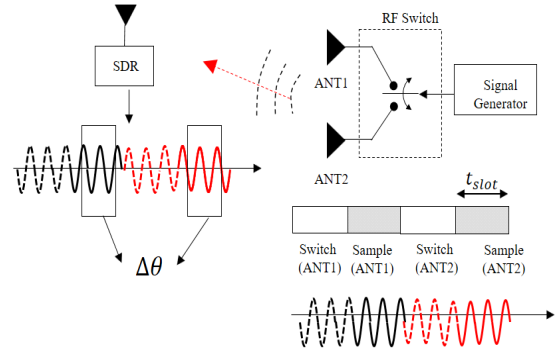 RF Switch
SDR
ANT1
Signal
Generator
ANT2
t_slot
Switch
(ANT1)
Sample
(ANT1)
Switch
(ANT2)
Sample
(ANT2)
Δθ